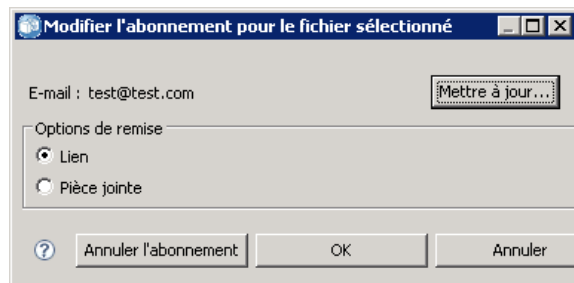 Modifier l'abonnement pour le fichier sélectionné
E-mail : test@test.com Mettre à jour...
Options de remise
Lien
Pièce jointe
? Annuler l'abonnement OK Annuler